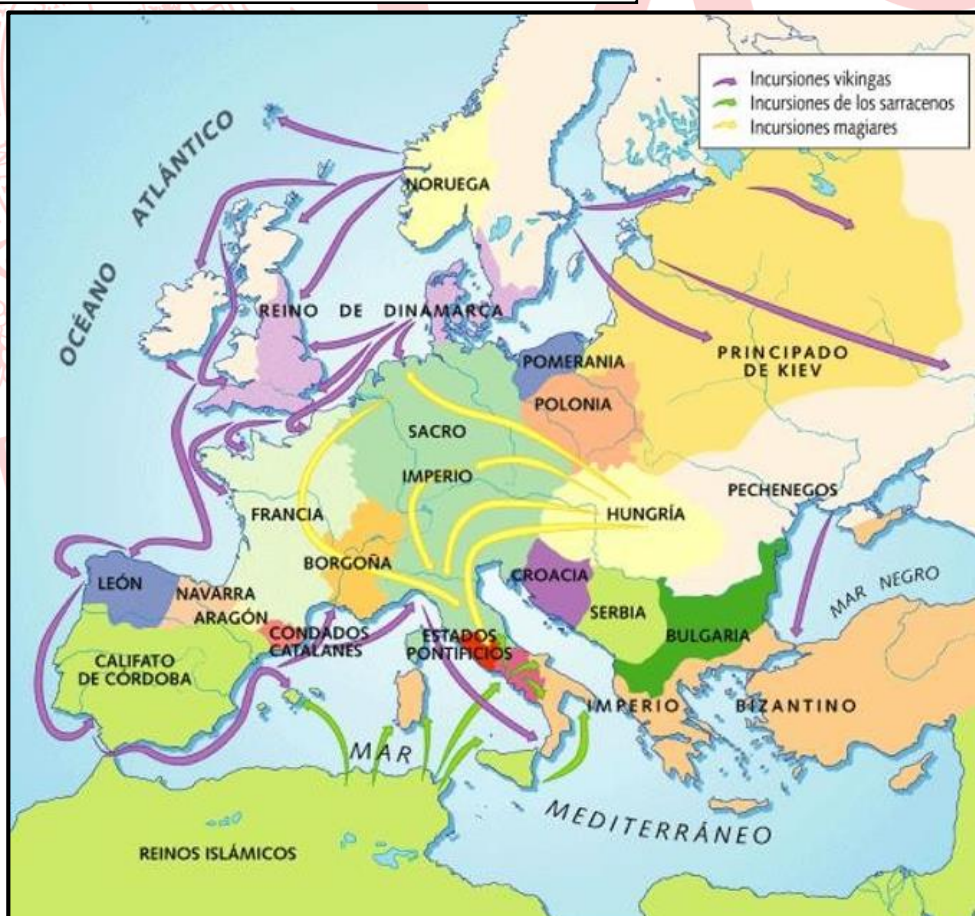 Incursiones vikingas
Incursiones de los sarracenos
Incursiones magiares
OCÉANO ATLÁNTICO
NORUEGA
REINO DE DINAMARCA
POMERANIA
PRINCIPADO
DE KIEV
POLONIA
SACRO
IMPERIO
PECHENEGOS
FRANCIA
HUNGRÍA
BORGOÑA
CROACIA
LEÓN
NAVARRA
MAR NEGRO
ARAGÓN
SERBIA
CONDADOS
CATALANES
ESTADOS
PONTIFICIOS
BULGARIA
CALIFATO
DE CÓRDOBA
IMPERIO BIZANTINO
MAR
MEDITERRÁNEO
REINOS ISLÁMICOS